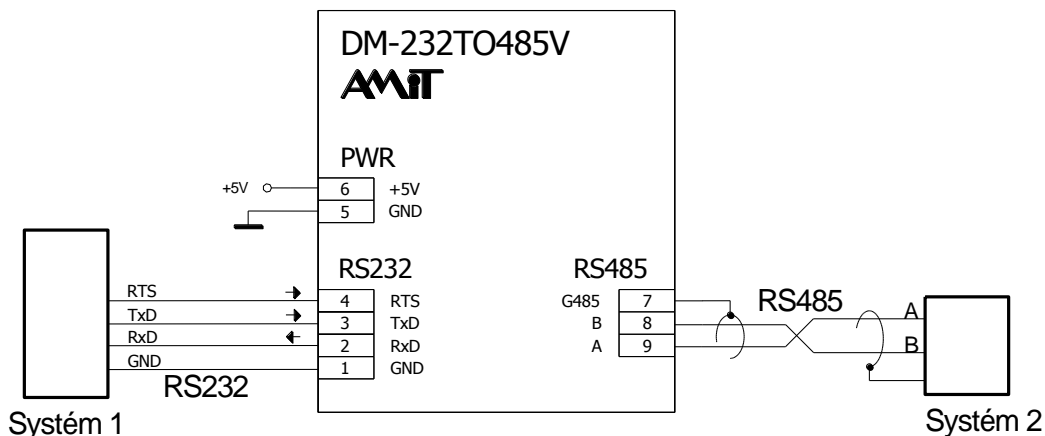 DM-232TO485V
AMiT
PWR
+5V 6 +5V
5 GND
RS232 RS485
RTS 4 RTS G485 7 RS485
TxD 3 TxD B 8 A
RxD 2 RxD A 9 B
GND 1 GND
RS232
Systém 1 Systém 2